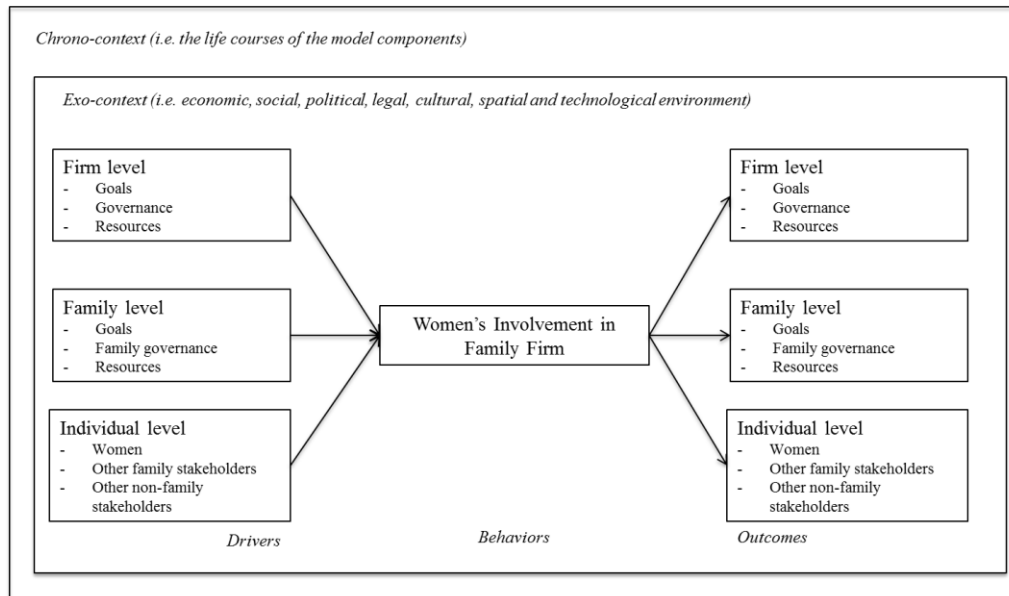 Chrono-context (i.e. the life courses of the model components)
Exo-context (i.e. economic, social, political, legal, cultural, spatial and technological environment)
Firm level
- Goals
- Governance
- Resources
Family level
- Goals
- Family governance
- Resources
Individual level
- Women
- Other family stakeholders
- Other non-family
stakeholders
Drivers
Women’s Involvement in
Family Firm
Behaviors
Firm level
- Goals
- Governance
- Resources
Family level
- Goals
- Family governance
- Resources
Individual level
- Women
- Other family stakeholders
- Other non-family
stakeholders
Outcomes